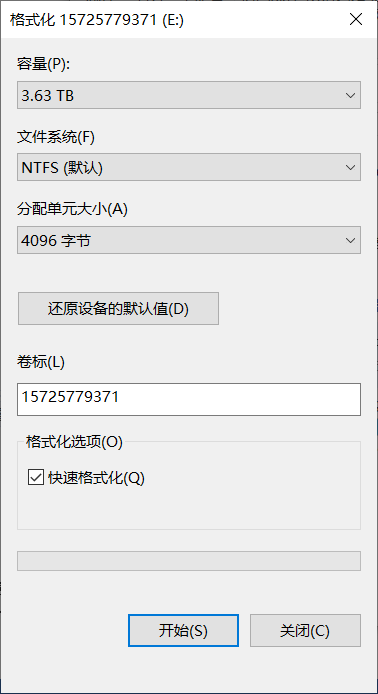 格式化 15725779371 (E:)
容量(P):
3.63 TB
文件系统(F)
NTFS (默认)
分配单元大小(A)
4096 字节
还原设备的默认值(D)
卷标(L)
15725779371
格式化选项(O)
快速格式化(Q)
开始(S)
关闭(C)